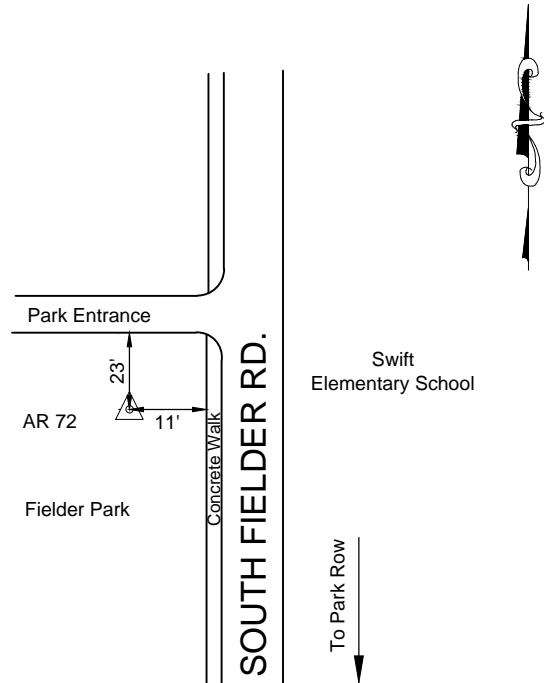 Park Entrance
23'
11'
AR 72
Fielder Park
Concrete Walk
SOUTH FIELDER RD.
Swift
Elementary School
To Park Row